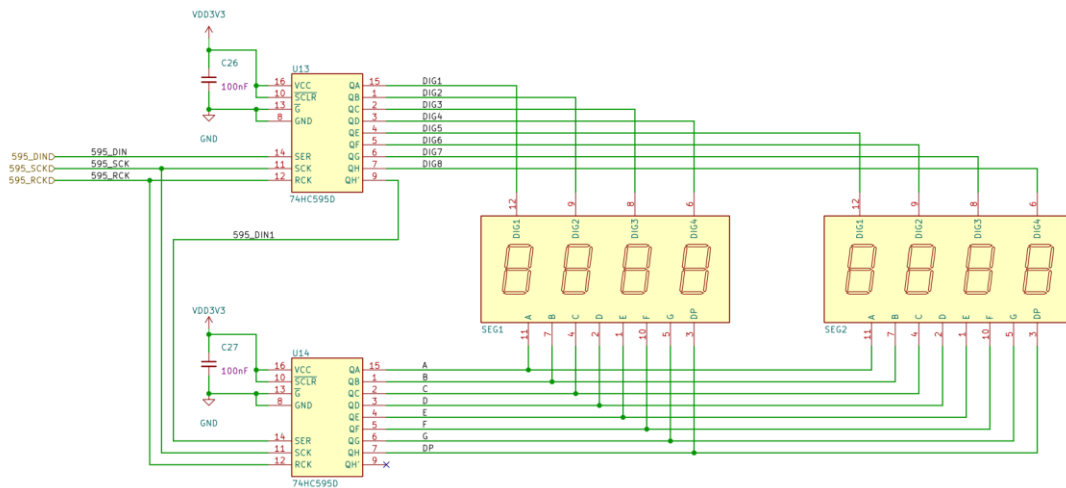 VDD3V3
C26
100nF
GND
U13
16 VCC QA 15 DIG1
10 SCLR QB 1 DIG2
13 G QC 2 DIG3
8 GND QD 3 DIG4
QE 4 DIG5
QF 5 DIG6
595_DIN 595_DIN 14 SER QG 6 DIG7
595_SCK 595_SCK 11 SCK QH 7 DIG8
595_RCK 595_RCK 12 RCK QH' 9
74HC595D
595_DIN1
12 9 8 6
DIG1 DIG2 DIG3 DIG4
A B C D E F G DP
SEG1
11 7 4 2 1 10 5 3
12 9 8 6
DIG1 DIG2 DIG3 DIG4
A B C D E F G DP
SEG2
11 7 4 2 1 10 5 3
VDD3V3
C27
100nF
GND
U14
16 VCC QA 15 A
10 SCLR QB 1 B
13 G QC 2 C
8 GND QD 3 D
QE 4 E
QF 5 F
14 SER QG 6 G
11 SCK QH 7 DP
12 RCK QH' 9
74HC595D